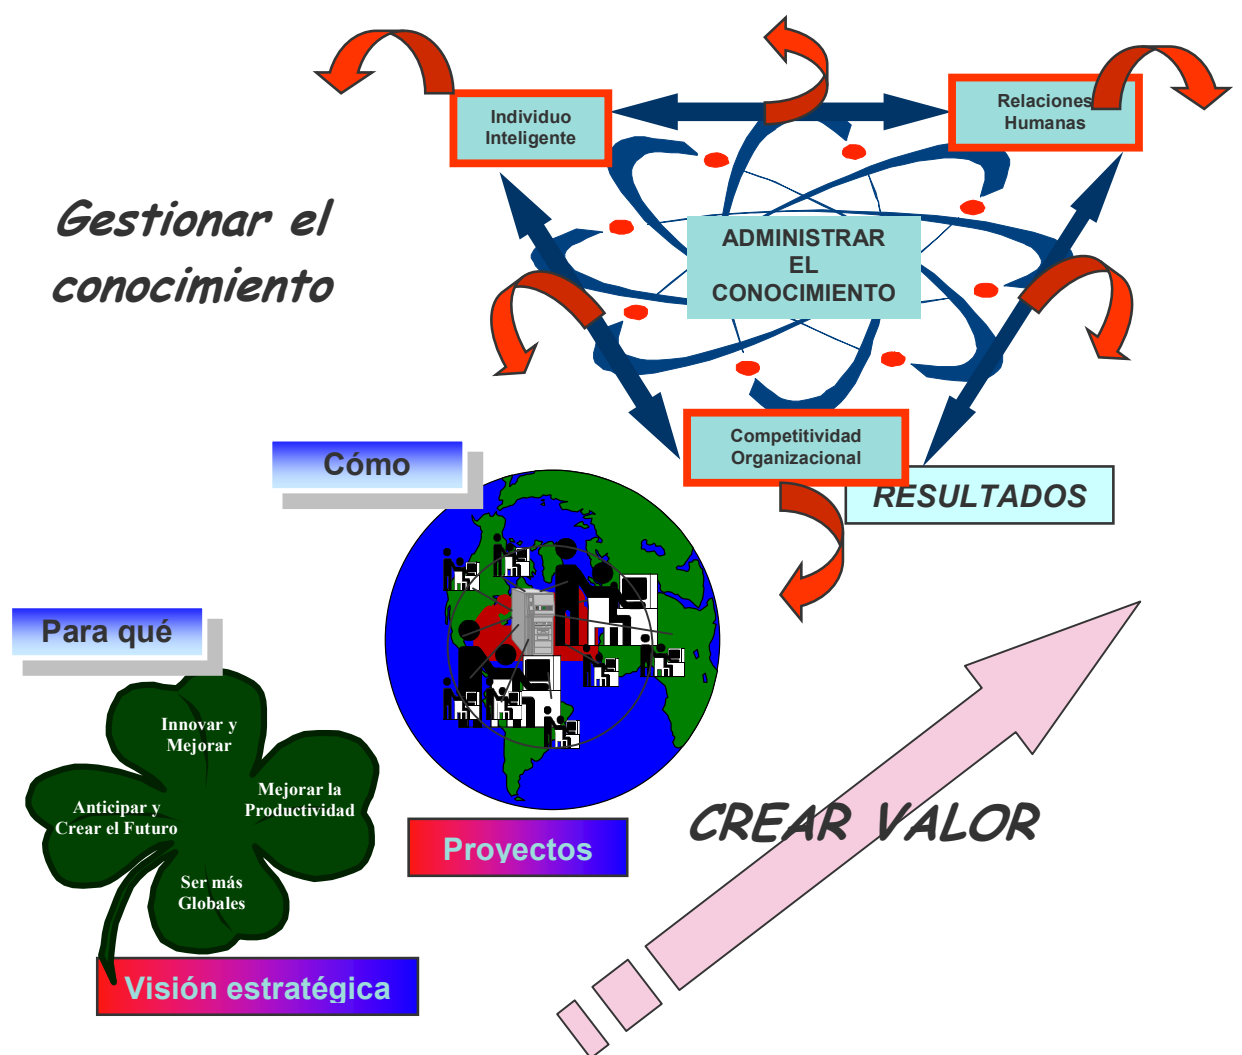 Individuo
Inteligente
Relaciones
Humanas
Gestionar el
conocimiento
ADMINISTRAR
EL
CONOCIMIENTO
Competitividad
Organizacional
RESULTADOS
Cómo
Para qué
Innovar y
Mejorar
Mejorar la
Productividad
Anticipar y
Crear el Futuro
Ser más
Globales
Proyectos
CREAR VALOR
Visión estratégica